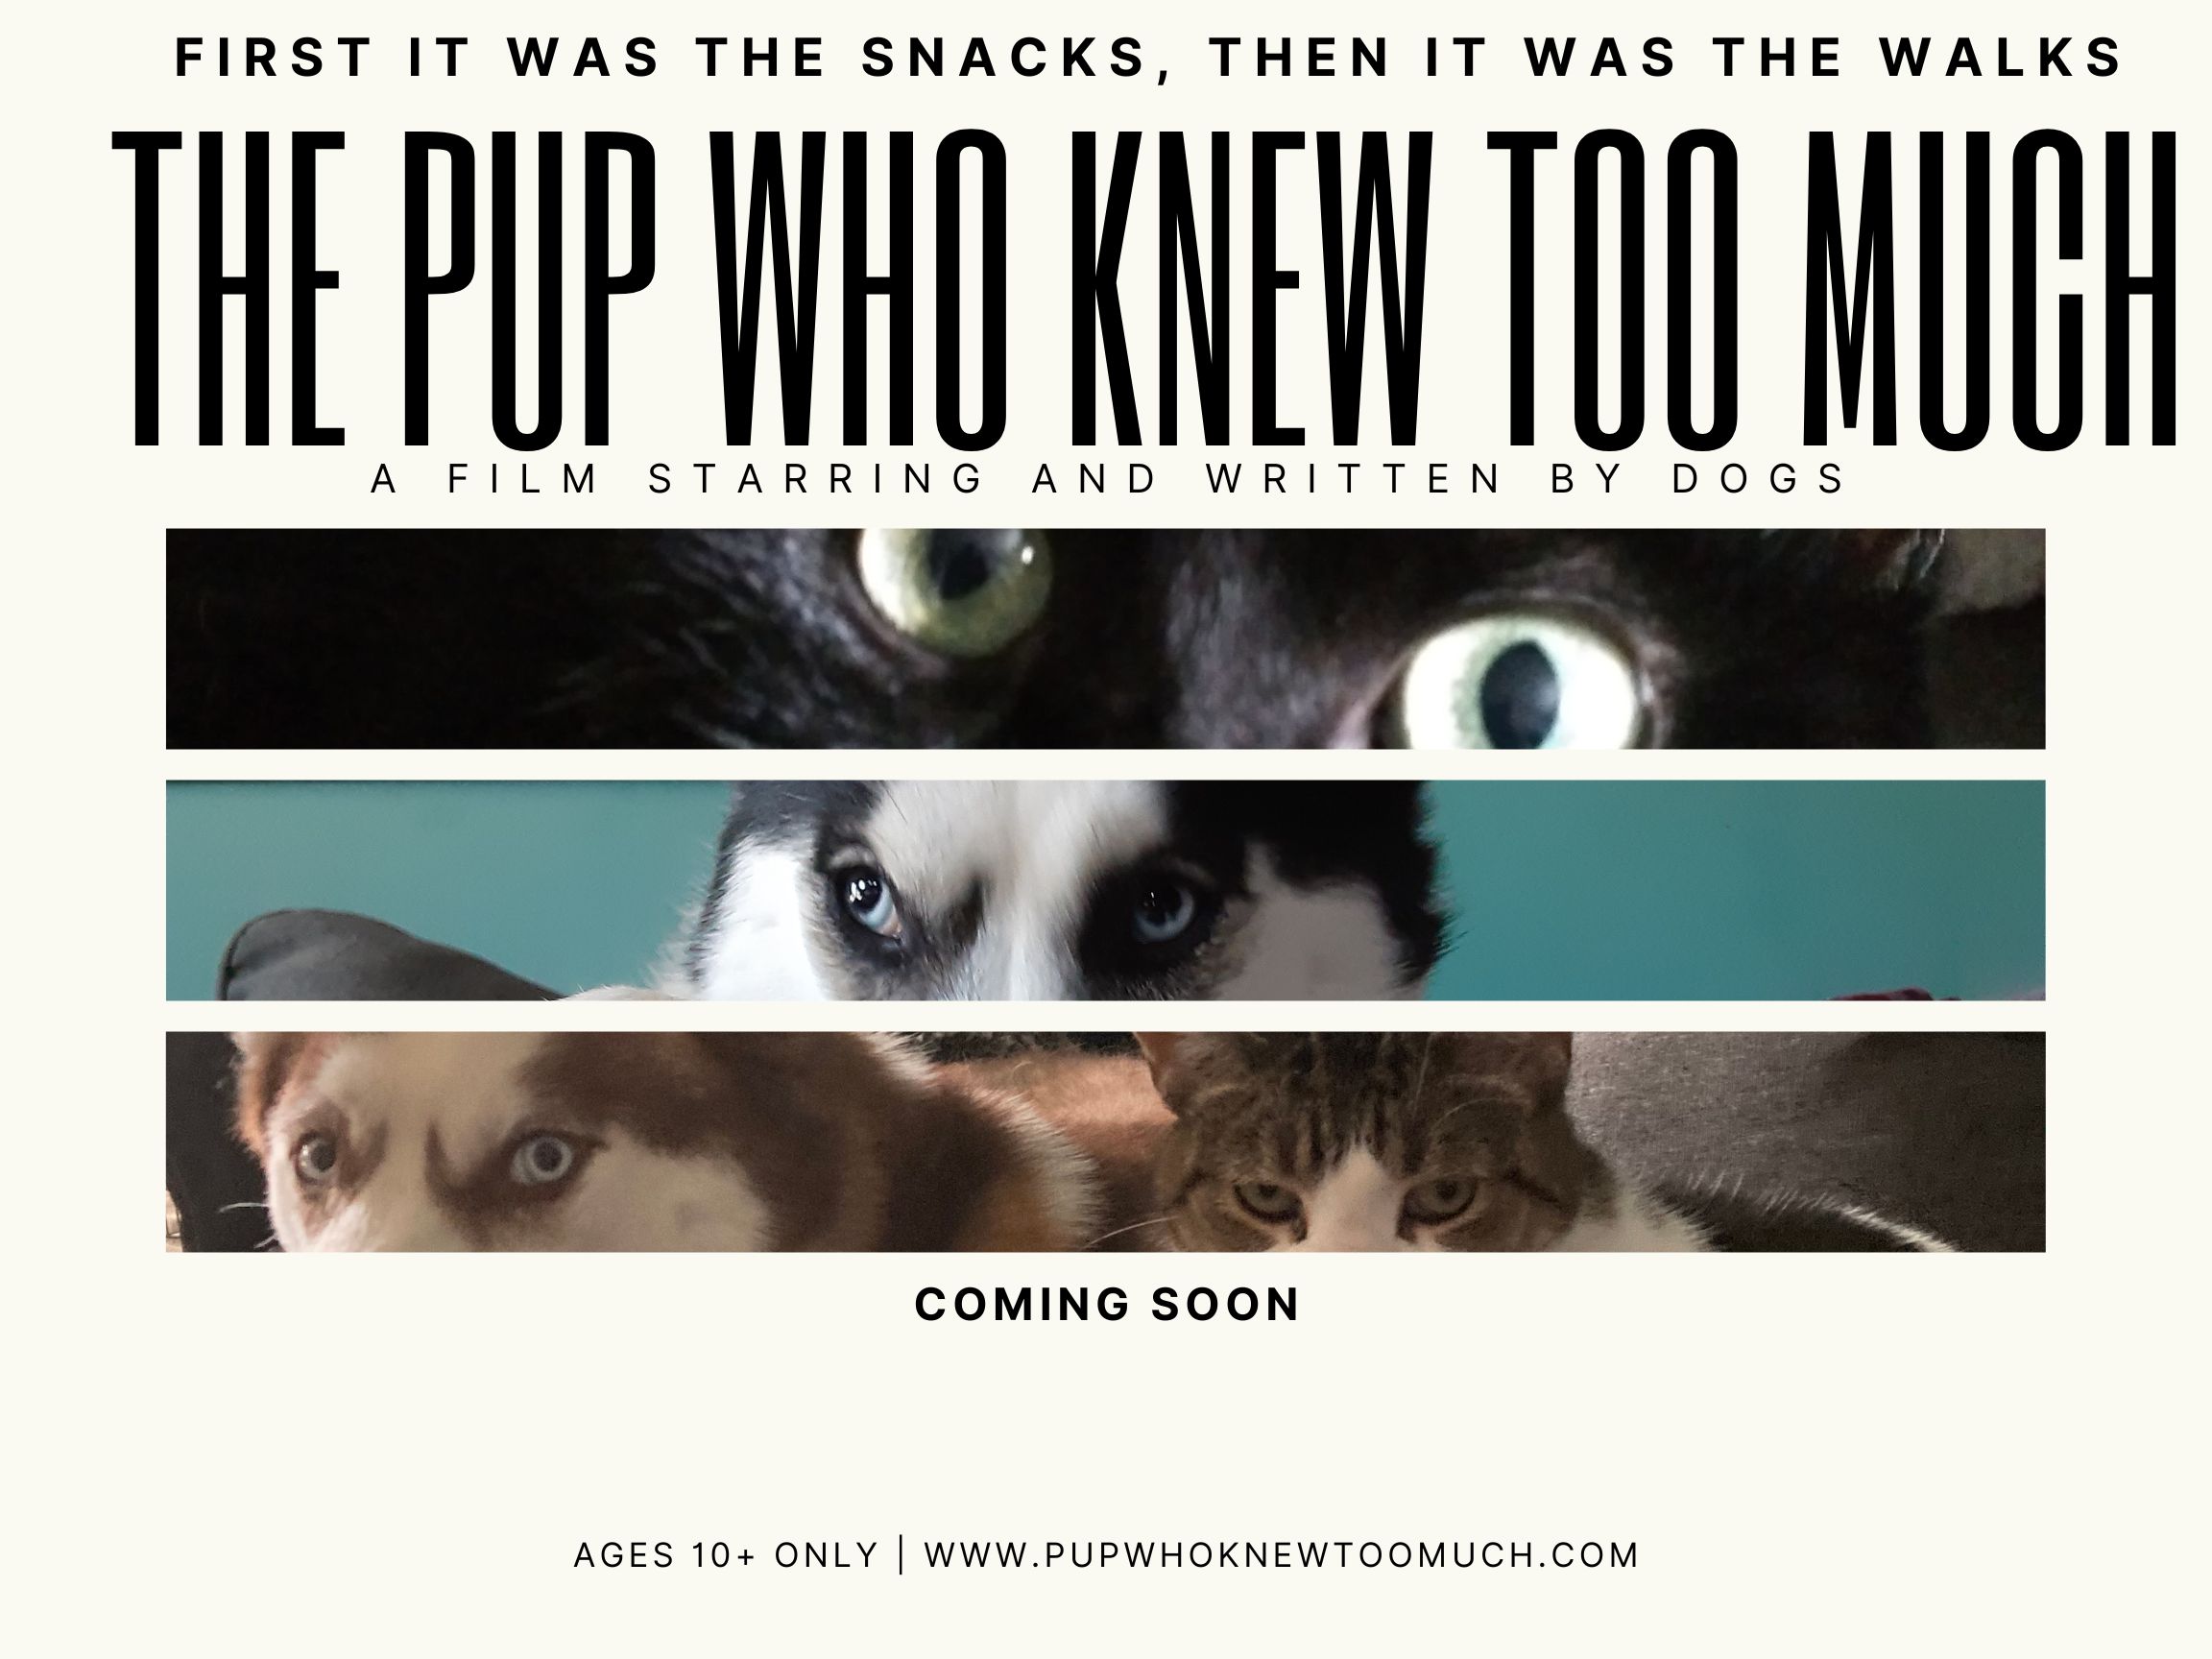 FIRST IT WAS THE SNACKS, THEN IT WAS THE WALKS
THE PUP WHO KNEW TOO MUCH
A FILM STARRING AND WRITTEN BY DOGS
COMING SOON
AGES 10+ ONLY | WWW.PUPWHOKNEWTOOMUCH.COM